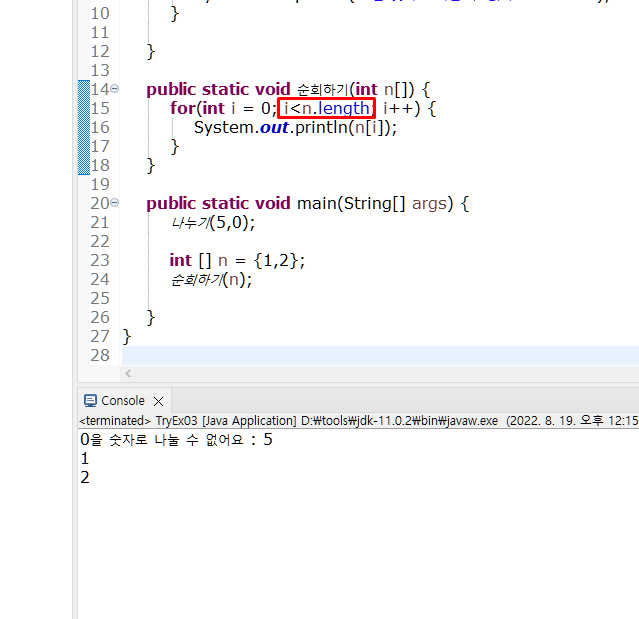 10 }
11
12 }
13
14 public static void 순회하기(int n[]) {
15 for(int i = 0; i<n.length; i++) {
16 System.out.println(n[i]);
17 }
18 }
19
20 public static void main(String[] args) {
21 나누기(5,0);
22
23 int [] n = {1,2};
24 순회하기(n);
25
26 }
27 }
28
Console
<terminated> TryEx03 [Java Application] D:₩tools₩jdk-11.0.2₩bin₩javaw.exe (2022. 8. 19. 오후 12:15
0을 숫자로 나눌 수 없어요 : 5
1
2